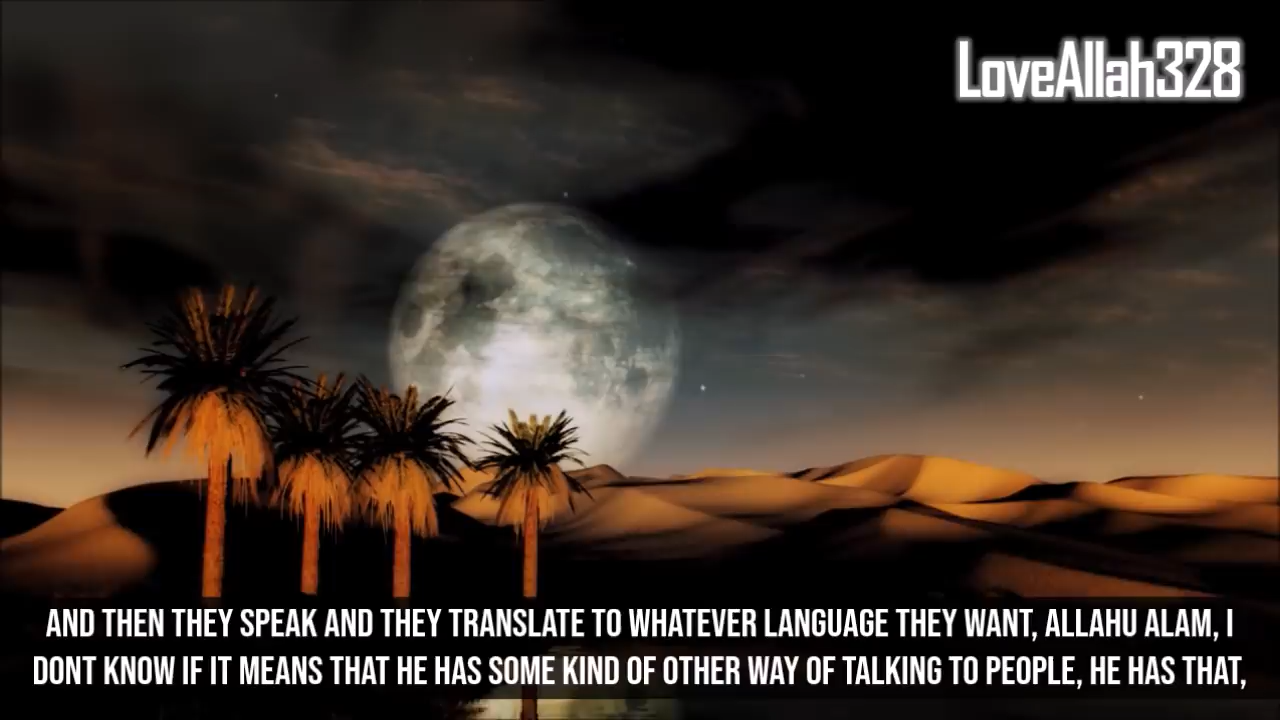 LoveAllah328
AND THEN THEY SPEAK AND THEY TRANSLATE TO WHATEVER LANGUAGE THEY WANT, ALLAHU ALAM, I
DONT KNOW IF IT MEANS THAT HE HAS SOME KIND OF OTHER WAY OF TALKING TO PEOPLE, HE HAS THAT,